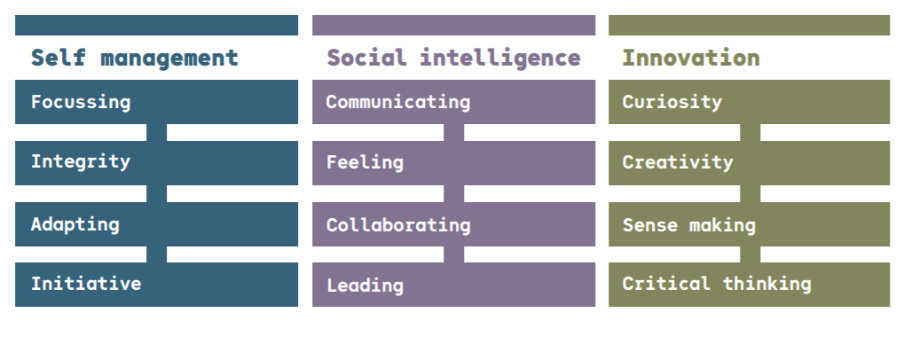 Self management
Focussing
Integrity
Adapting
Initiative
Social intelligence
Communicating
Feeling
Collaborating
Leading
Innovation
Curiosity
Creativity
Sense making
Critical thinking